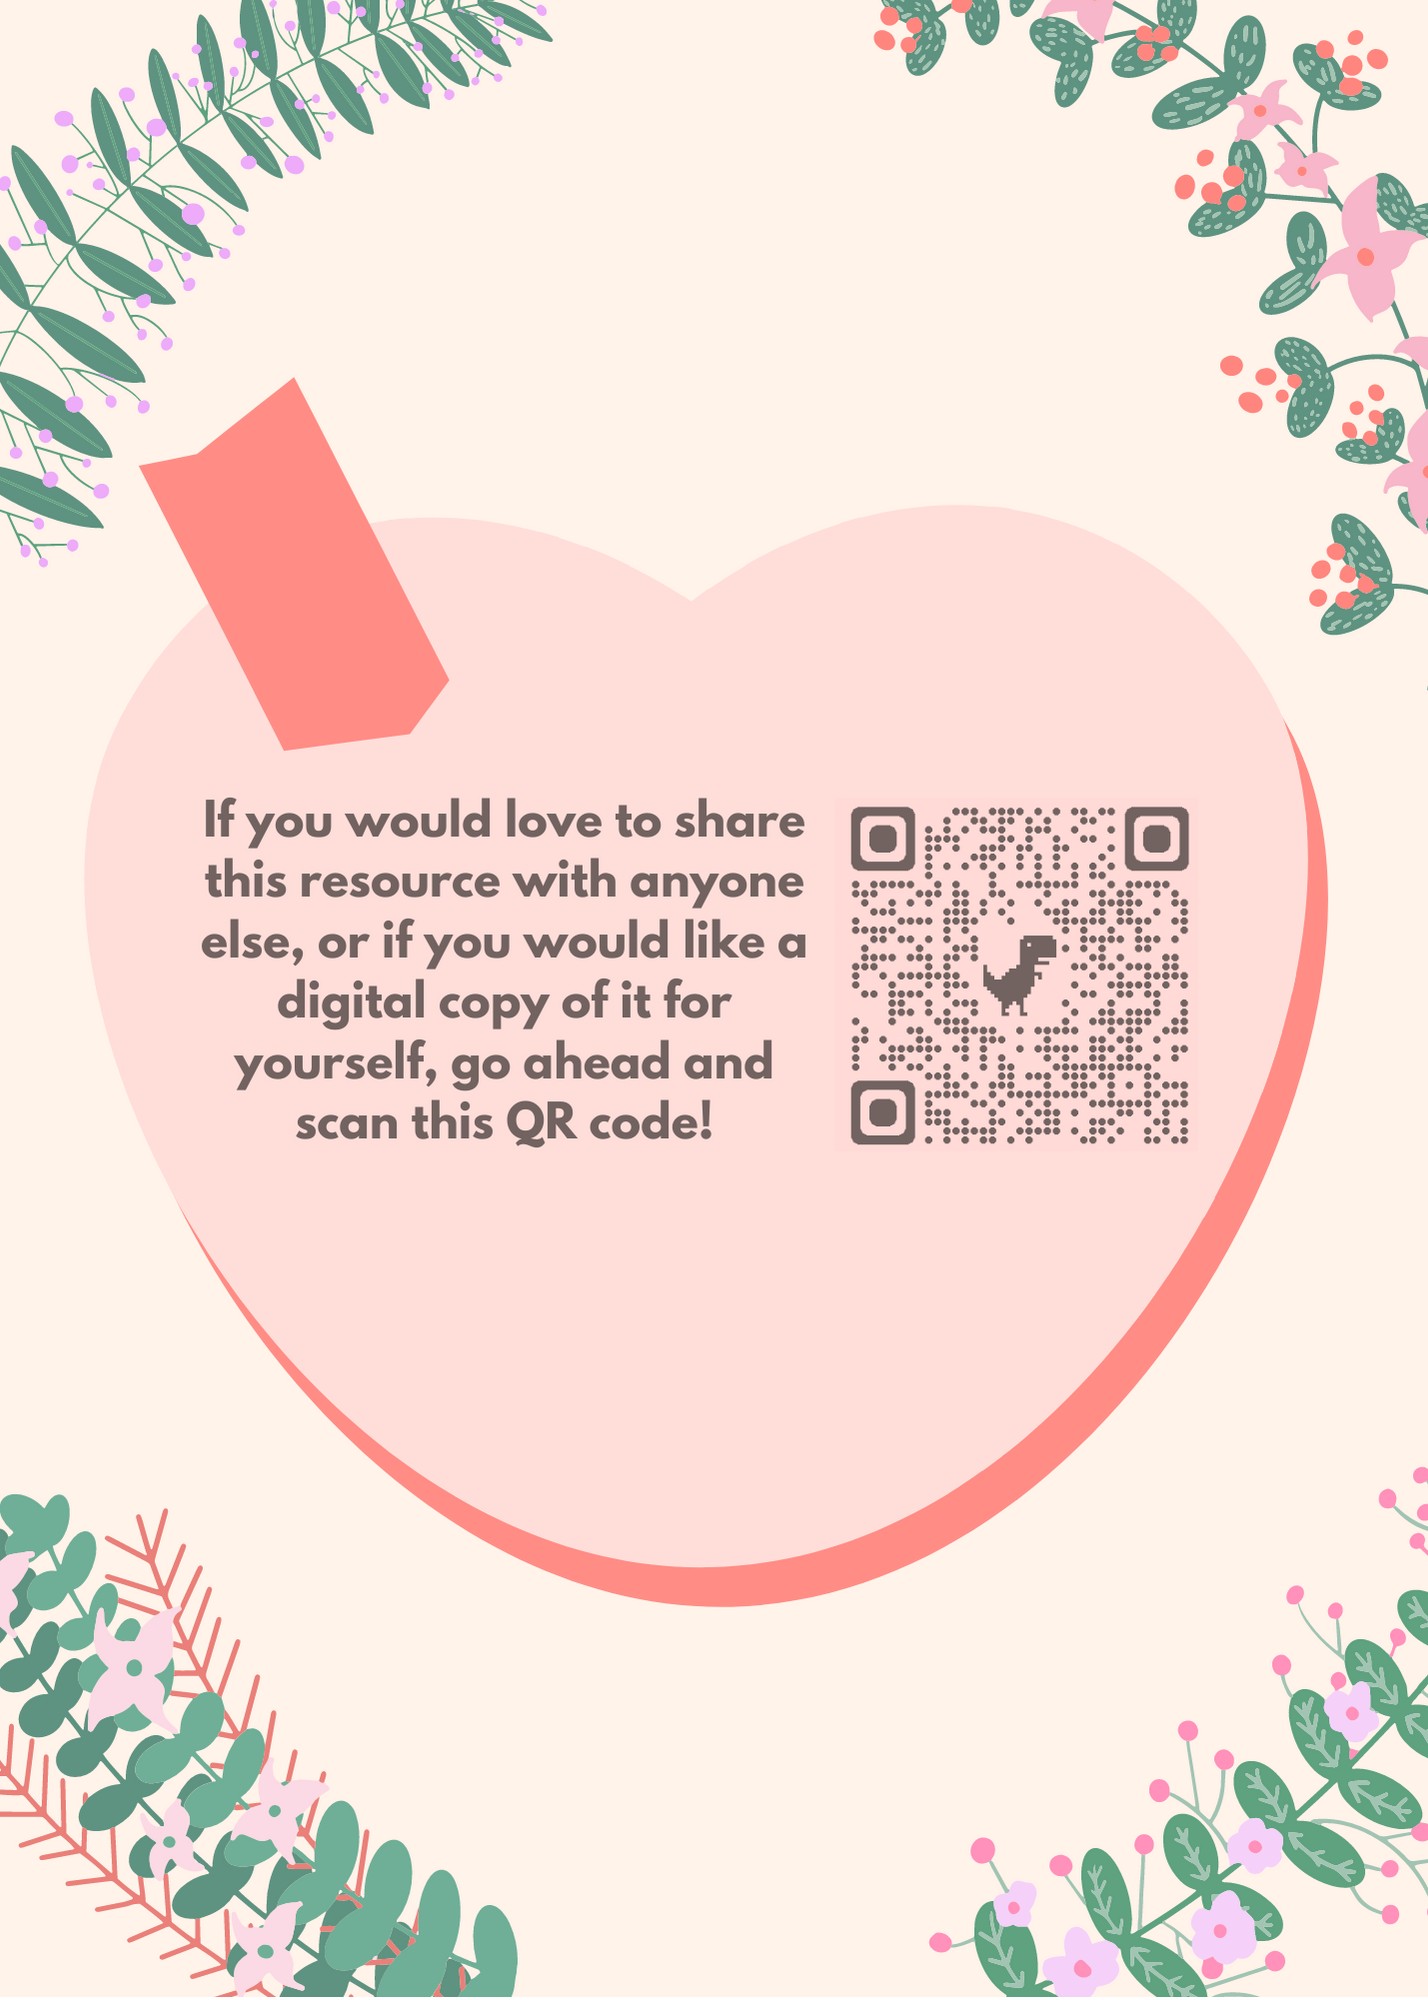 If you would love to share
this resource with anyone
else, or if you would like a
digital copy of it for
yourself, go ahead and
scan this QR code!